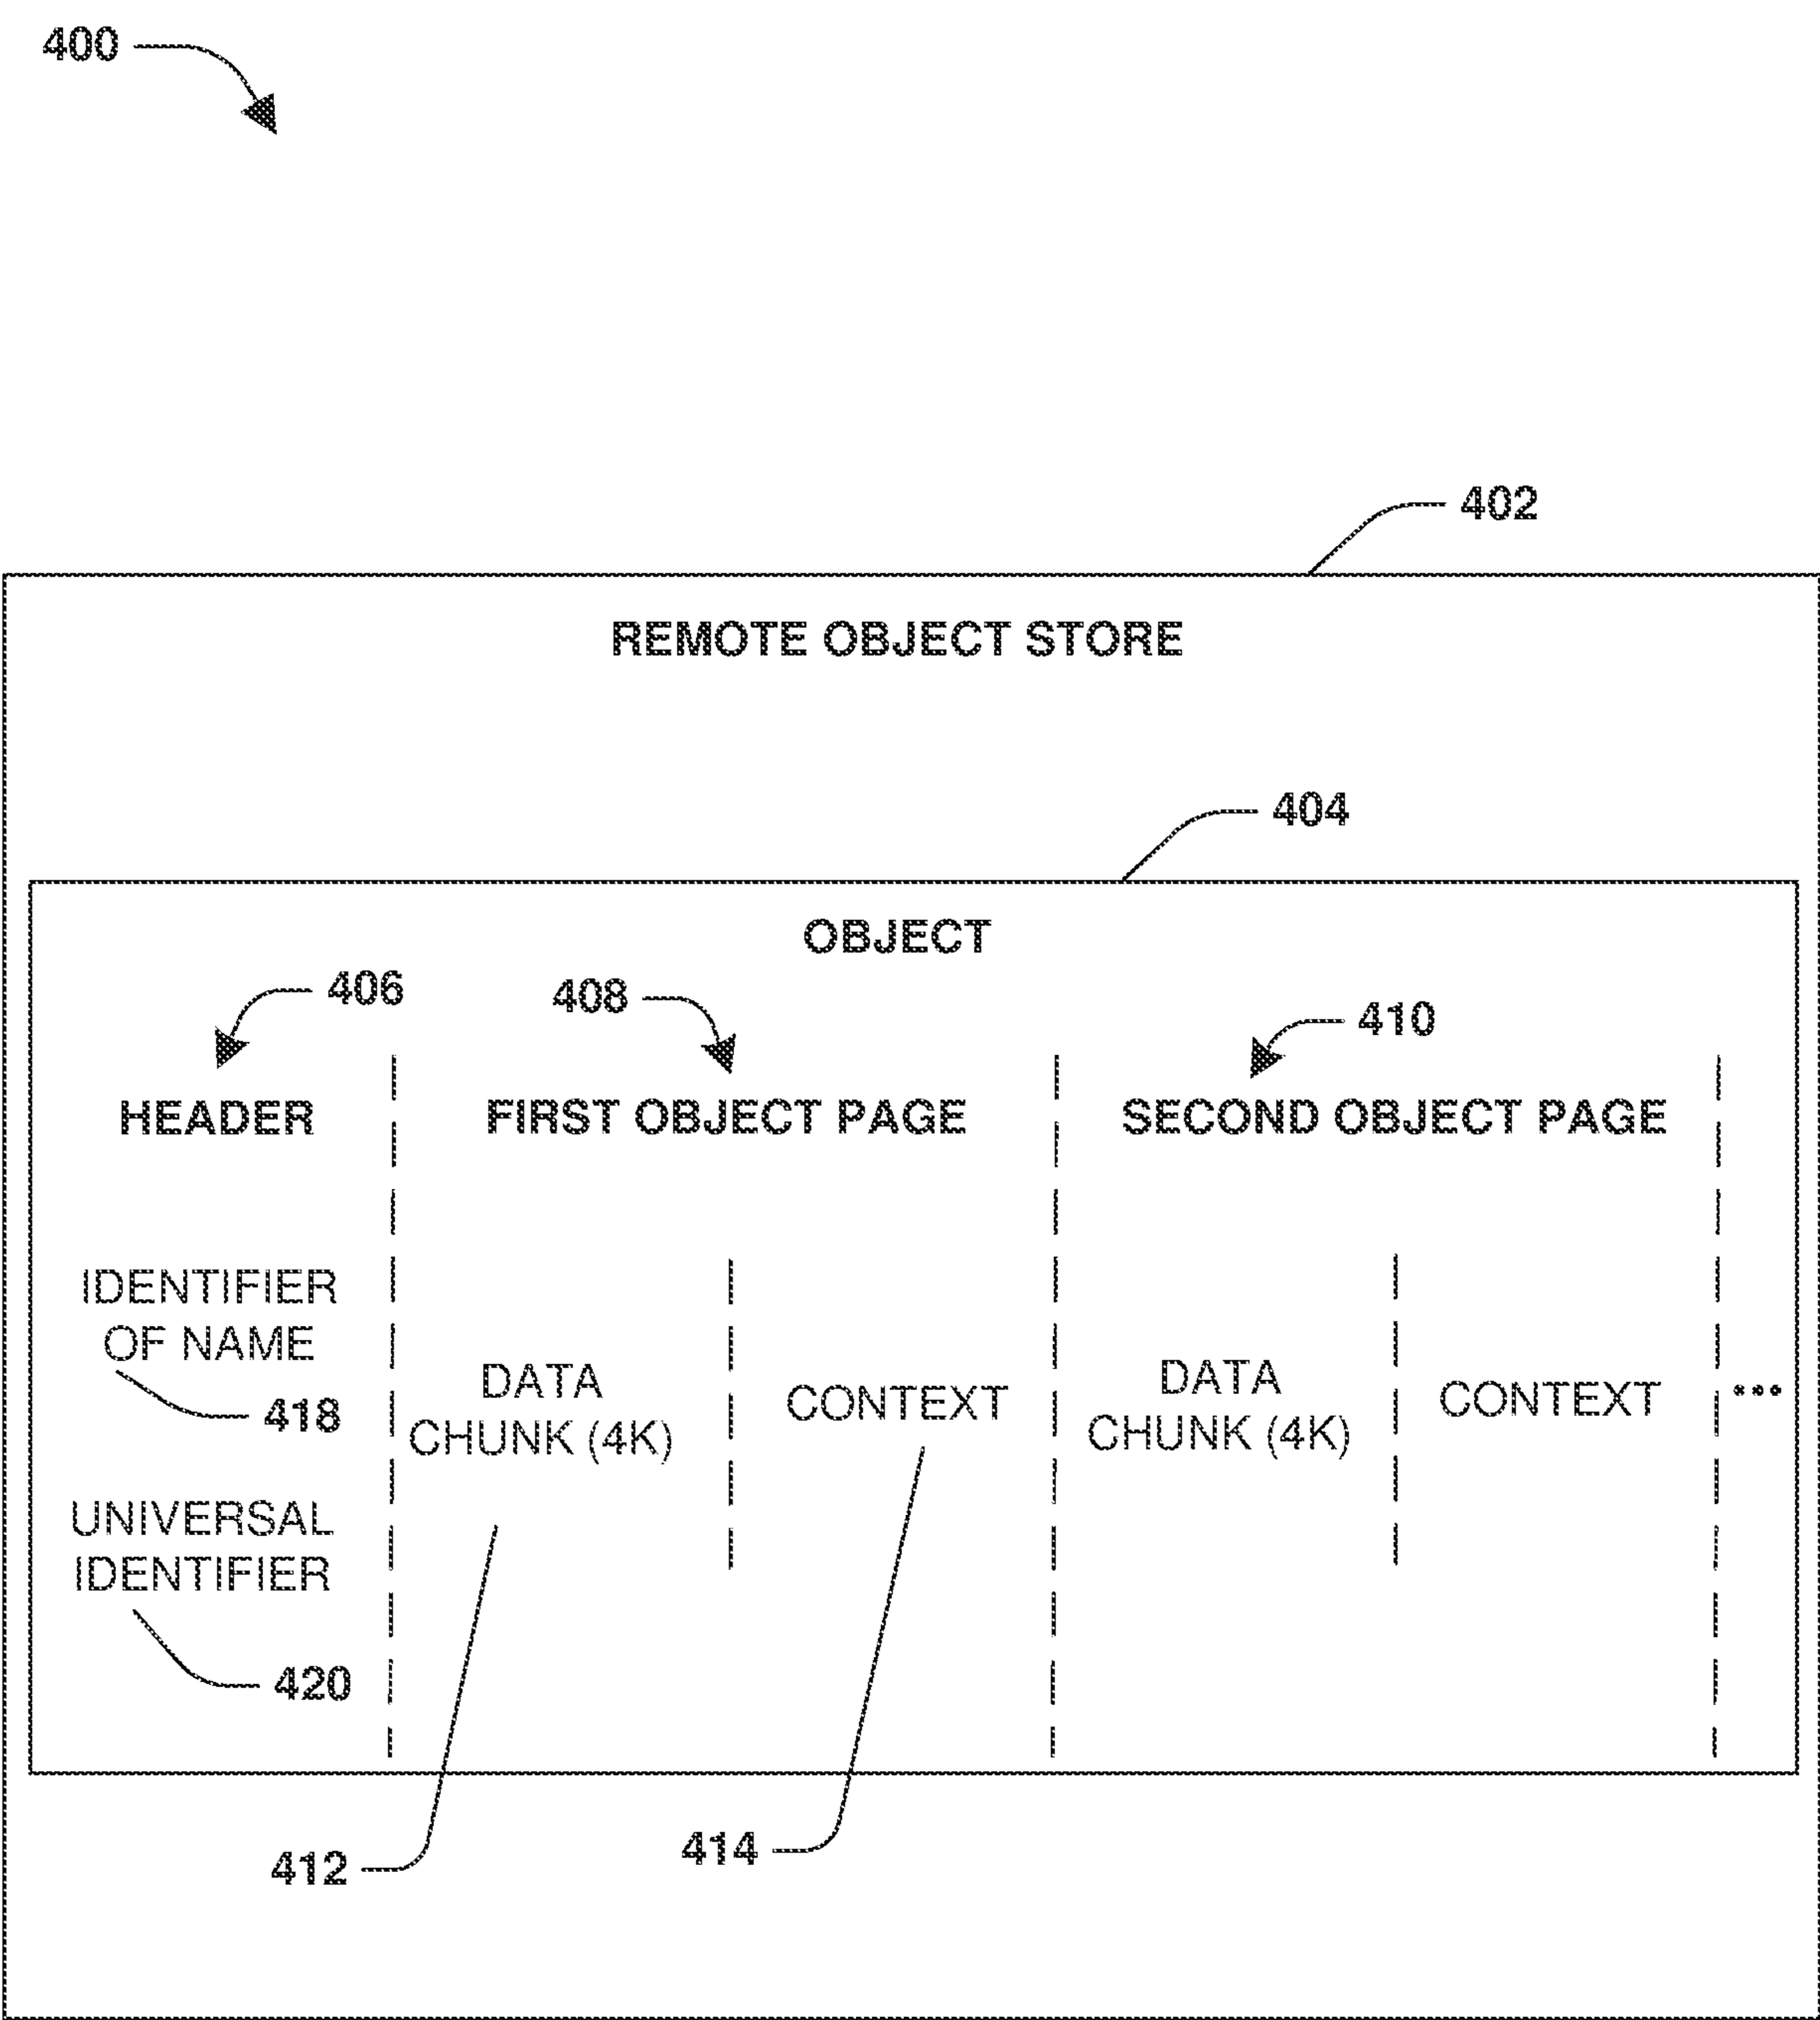 400
402
REMOTE OBJECT STORE
404
OBJECT
406
408
410
HEADER
FIRST OBJECT PAGE
SECOND OBJECT PAGE
IDENTIFIER
OF NAME
418
DATA
CHUNK (4K)
CONTEXT
DATA
CHUNK (4K)
CONTEXT
...
UNIVERSAL
IDENTIFIER
420
412
414